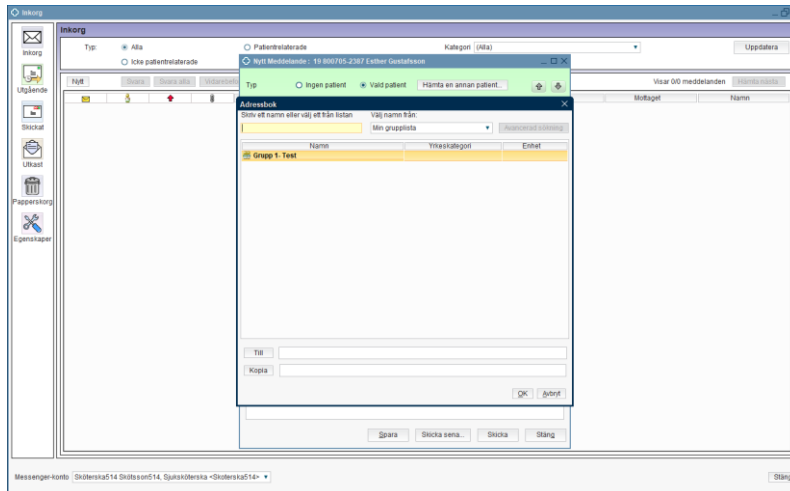 Inkorg
Inkorg
Inkorg
Utgående
Skickat
Utkast
Papperskorg
Egenskaper
Typ: Alla Patientrelaterade Kategori (Alla) Uppdatera
Icke patientrelaterade
Nytt Svara Svara alla Visar 0/0 meddelanden Hämta nästa
Mottaget Namn
Nytt Meddelande : 19 800705-2387 Esther Gustafsson
Typ Ingen patient Vald patient Hämta en annan patient...
Adressbok
Skriv ett namn eller välj ett från listan Välj namn från:
Min grupplista Avancerad sökning
Namn Yrkeskategori Enhet
Grupp 1- Test
Till
Kopia
OK Avbryt
Spara Skicka sena... Skicka Stäng
Messenger-konto Sköterska514 Skötsson514, Sjuksköterska <Skoterska514>
Stäng